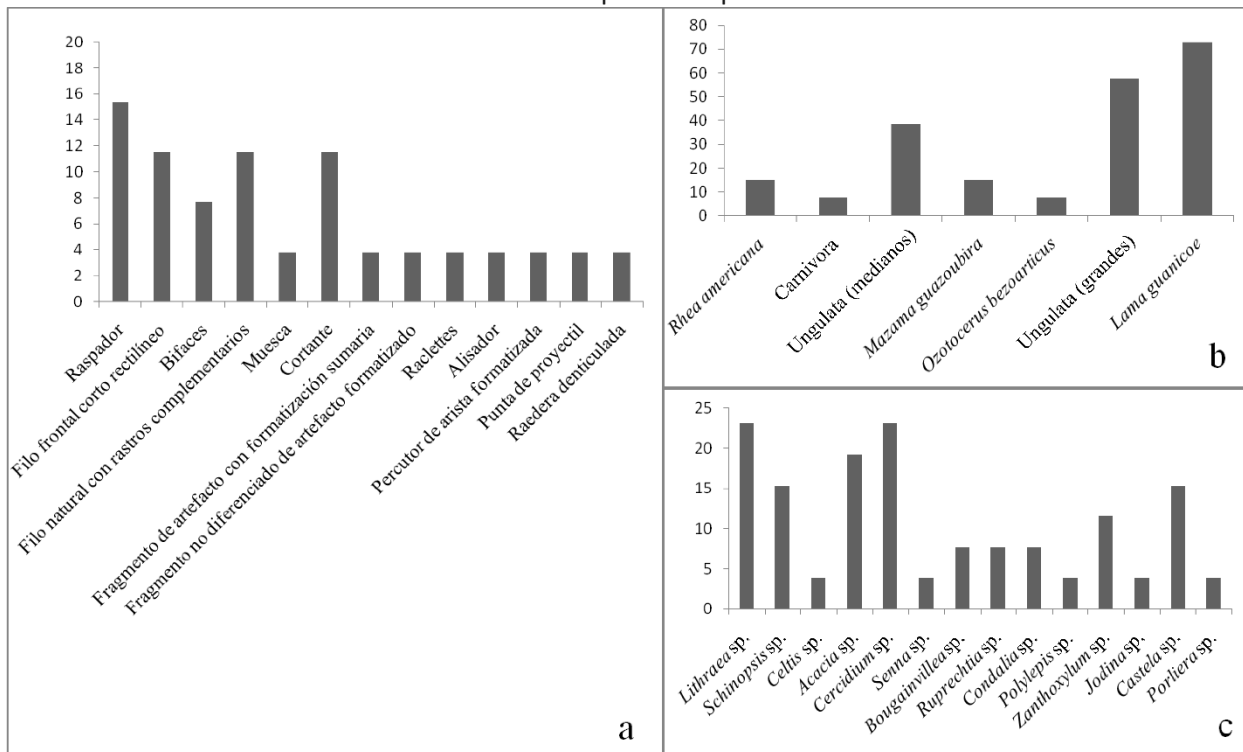 20
18
16
14
12
10
8
6
4
2
0
Raspador
Filo frontal corto rectilíneo
Bifaces
Filo natural con rastros complementarios
Muesca
Cortante
Fragmento de artefacto con formatización sumaria
Fragmento no diferenciado de artefacto formatizado
Raclettes
Alisador
Percutor de arista formatizada
Punta de proyectil
Raedera denticulada
a
80
70
60
50
40
30
20
10
0
Rhea americana
Carnivora
Ungulata (medianos)
Mazama guazoubira
Ozotocerus bezoarticus
Ungulata (grandes)
Lama guanicoe
b
25
20
15
10
5
0
Lithraea sp.
Schinopsis sp.
Celtis sp.
Acacia sp.
Cercidium sp.
Senna sp.
Bougainvillea sp.
Ruprechtia sp.
Condalia sp.
Polylepis sp.
Zanthoxylum sp.
Jodina sp.
Castela sp.
Porliera sp.
c